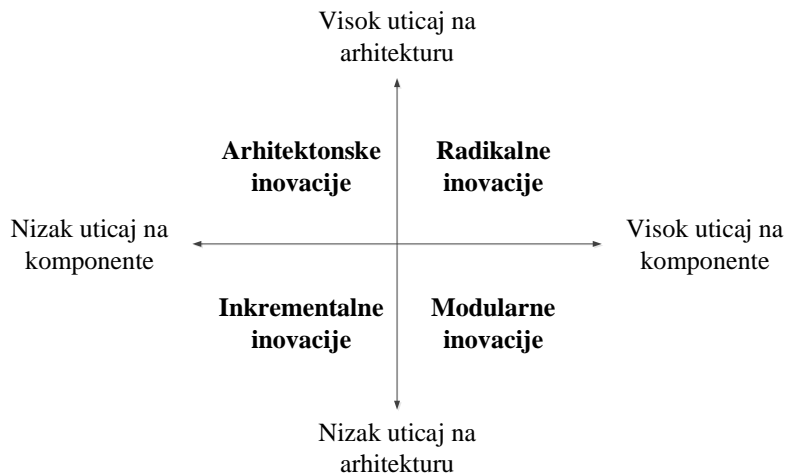 Visok uticaj na
arhitekturu
Arhitektonske
inovacije
Radikalne
inovacije
Nizak uticaj na
komponente
Visok uticaj na
komponente
Inkrementalne
inovacije
Modularne
inovacije
Nizak uticaj na
arhitekturu